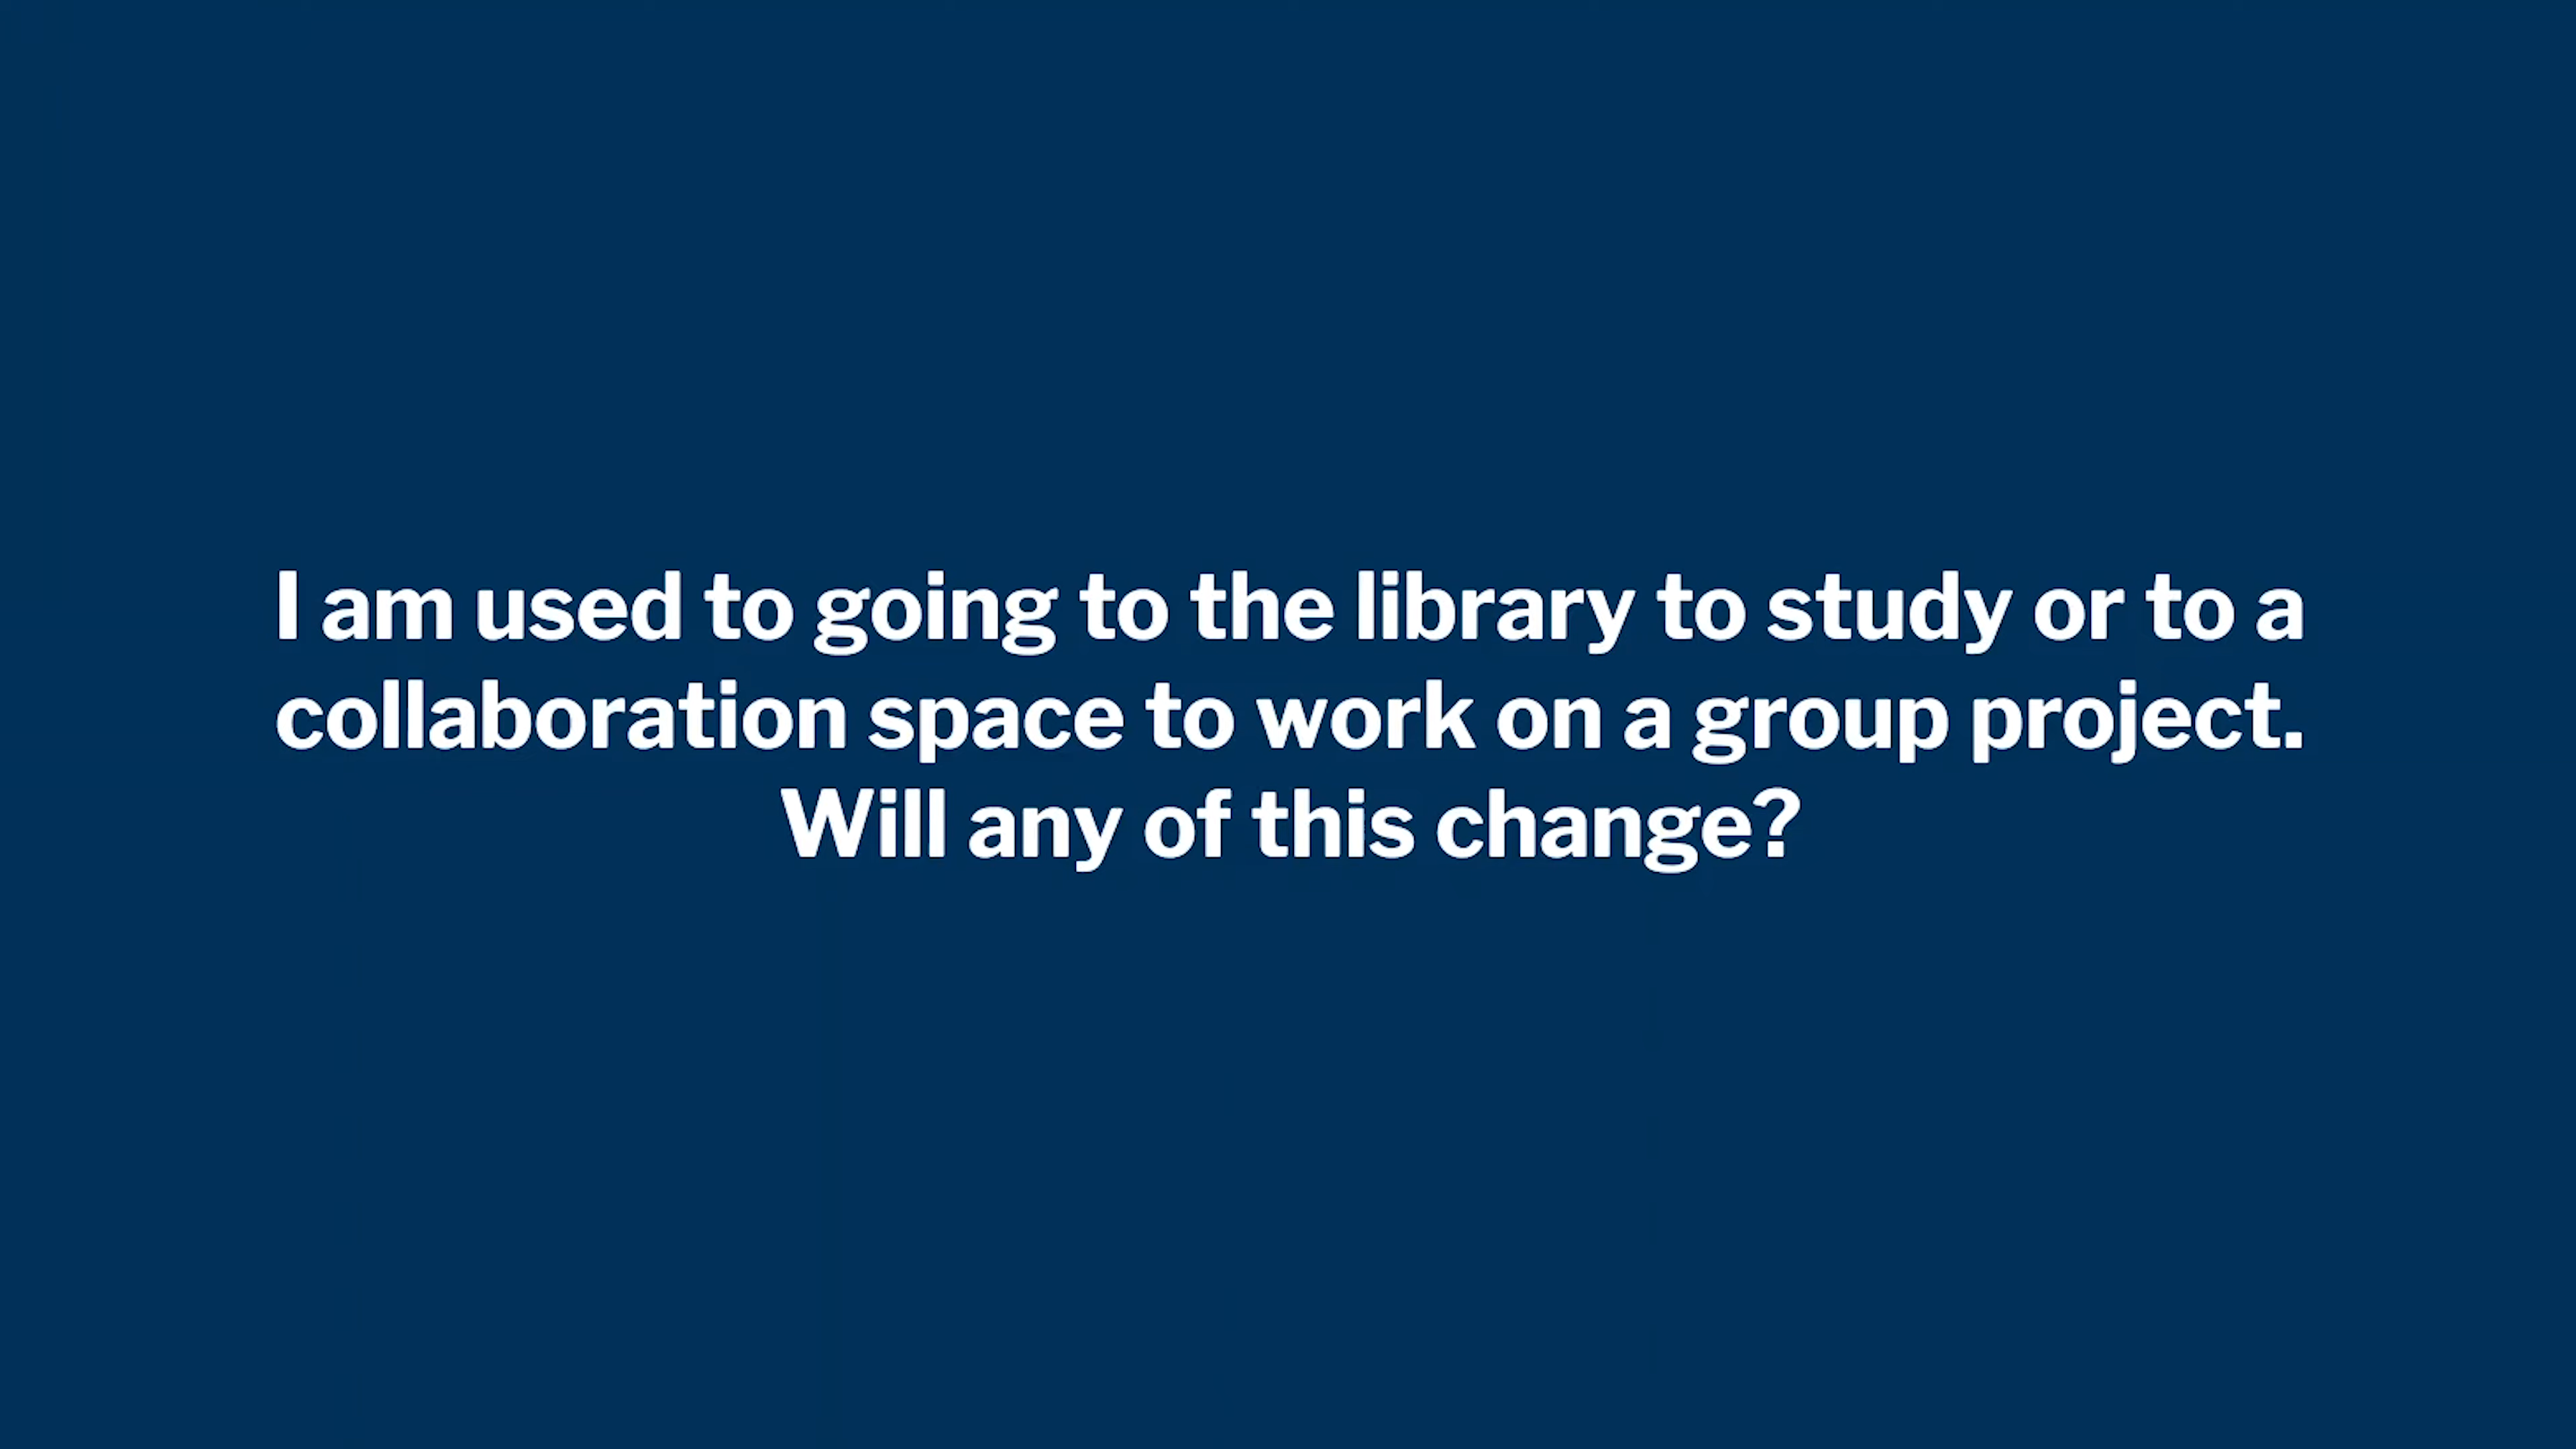 I am used to going to the library to study or to a
collaboration space to work on a group project.
Will any of this change?